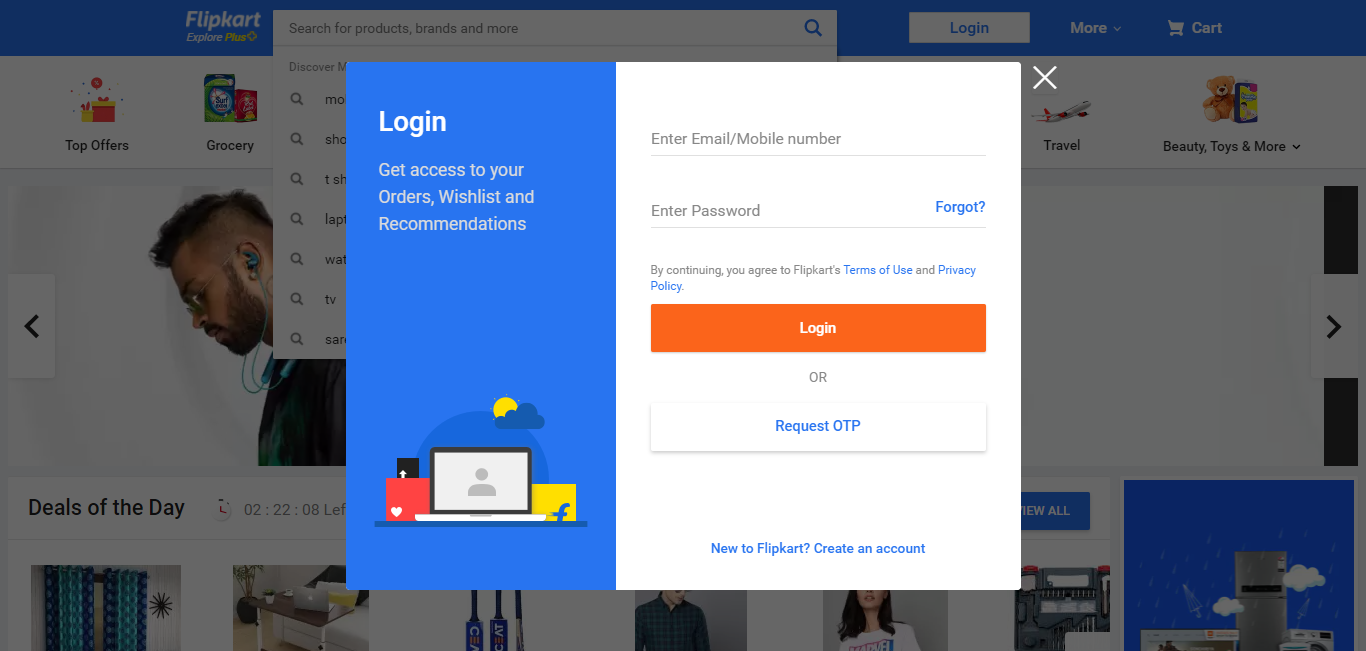 Flipkart
Explore Plus
Search for products, brands and more
Login
More
Cart
Discover M
Top Offers
Grocery
Travel
Beauty, Toys & More
mo
sho
t sh
lapt
wat
tv
sare
Login
Get access to your
Orders, Wishlist and
Recommendations
Enter Email/Mobile number
Enter Password
Forgot?
By continuing, you agree to Flipkart's Terms of Use and Privacy
Policy.
Login
OR
Request OTP
New to Flipkart? Create an account
Deals of the Day
02 : 22 : 08 Lef
VIEW ALL
CEAT
CEAT